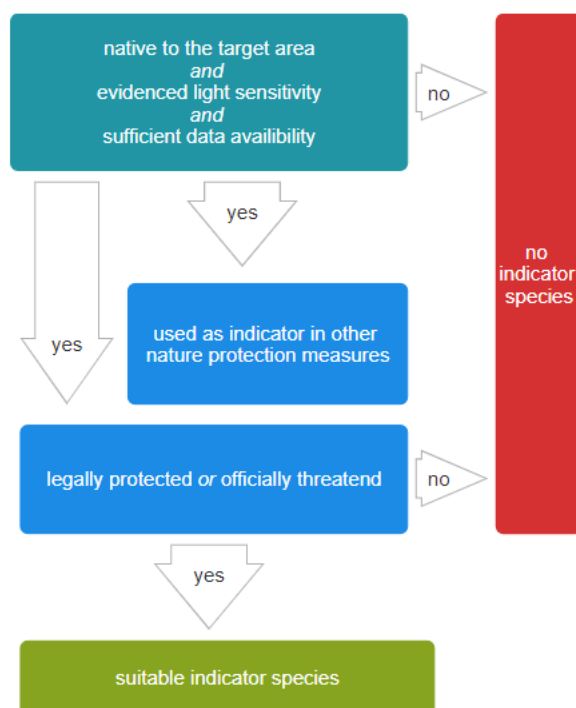 native to the target area
and
evidenced light sensitivity
and
sufficient data availibility
no
yes
yes
no
indicator
species
used as indicator in other
nature protection measures
legally protected or officially threatend
no
yes
suitable indicator species